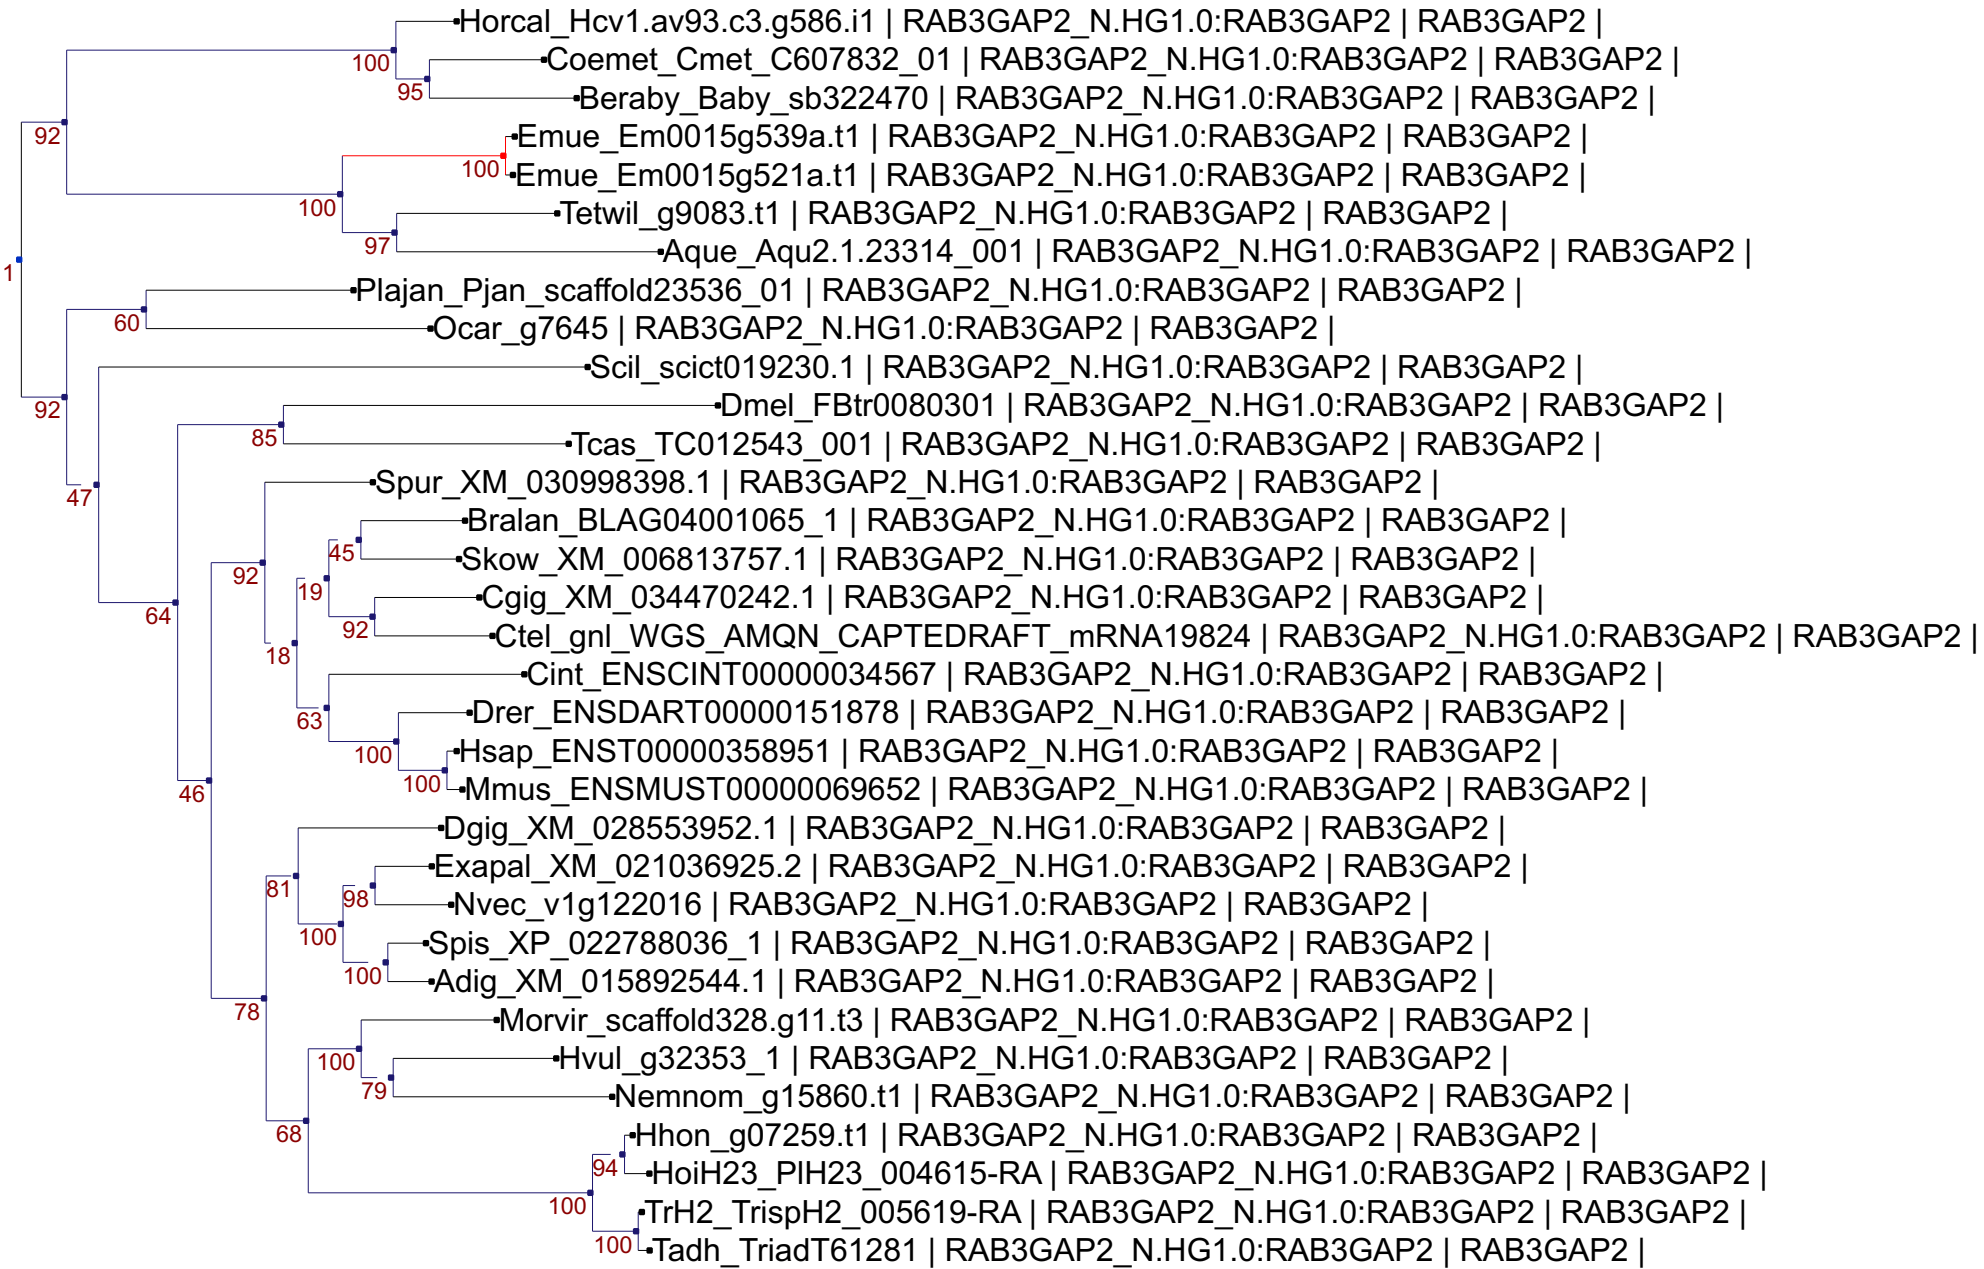 Horcal_Hcv1.av93.c3.g586.i1 | RAB3GAP2_N.HG1.0:RAB3GAP2 | RAB3GAP2 |
100
Coemet_Cmet_C607832_01 | RAB3GAP2_N.HG1.0:RAB3GAP2 | RAB3GAP2 |
95
Beraby_Baby_sb322470 | RAB3GAP2_N.HG1.0:RAB3GAP2 | RAB3GAP2 |
92
Emue_Em0015g539a.t1 | RAB3GAP2_N.HG1.0:RAB3GAP2 | RAB3GAP2 |
100
Emue_Em0015g521a.t1 | RAB3GAP2_N.HG1.0:RAB3GAP2 | RAB3GAP2 |
100
Tetwil_g9083.t1 | RAB3GAP2_N.HG1.0:RAB3GAP2 | RAB3GAP2 |
97
Aque_Aqu2.1.23314_001 | RAB3GAP2_N.HG1.0:RAB3GAP2 | RAB3GAP2 |
1
Plajan_Pjan_scaffold23536_01 | RAB3GAP2_N.HG1.0:RAB3GAP2 | RAB3GAP2 |
60
Ocar_g7645 | RAB3GAP2_N.HG1.0:RAB3GAP2 | RAB3GAP2 |
Scil_scict019230.1 | RAB3GAP2_N.HG1.0:RAB3GAP2 | RAB3GAP2 |
92
Dmel_FBtr0080301 | RAB3GAP2_N.HG1.0:RAB3GAP2 | RAB3GAP2 |
85
Tcas_TC012543_001 | RAB3GAP2_N.HG1.0:RAB3GAP2 | RAB3GAP2 |
47
Spur_XM_030998398.1 | RAB3GAP2_N.HG1.0:RAB3GAP2 | RAB3GAP2 |
Bralan_BLAG04001065_1 | RAB3GAP2_N.HG1.0:RAB3GAP2 | RAB3GAP2 |
45
Skow_XM_006813757.1 | RAB3GAP2_N.HG1.0:RAB3GAP2 | RAB3GAP2 |
92
19
Cgig_XM_034470242.1 | RAB3GAP2_N.HG1.0:RAB3GAP2 | RAB3GAP2 |
64
92
Ctel_gnl_WGS_AMQN_CAPTEDRAFT_mRNA19824 | RAB3GAP2_N.HG1.0:RAB3GAP2 | RAB3GAP2 |
18
Cint_ENSCINT00000034567 | RAB3GAP2_N.HG1.0:RAB3GAP2 | RAB3GAP2 |
63
Drer_ENSDART00000151878 | RAB3GAP2_N.HG1.0:RAB3GAP2 | RAB3GAP2 |
100
Hsap_ENST00000358951 | RAB3GAP2_N.HG1.0:RAB3GAP2 | RAB3GAP2 |
100
Mmus_ENSMUST00000069652 | RAB3GAP2_N.HG1.0:RAB3GAP2 | RAB3GAP2 |
46
Dgig_XM_028553952.1 | RAB3GAP2_N.HG1.0:RAB3GAP2 | RAB3GAP2 |
Exapal_XM_021036925.2 | RAB3GAP2_N.HG1.0:RAB3GAP2 | RAB3GAP2 |
81
98
Nvec_v1g122016 | RAB3GAP2_N.HG1.0:RAB3GAP2 | RAB3GAP2 |
100
Spis_XP_022788036_1 | RAB3GAP2_N.HG1.0:RAB3GAP2 | RAB3GAP2 |
100
Adig_XM_015892544.1 | RAB3GAP2_N.HG1.0:RAB3GAP2 | RAB3GAP2 |
78
Morvir_scaffold328.g11.t3 | RAB3GAP2_N.HG1.0:RAB3GAP2 | RAB3GAP2 |
100
Hvul_g32353_1 | RAB3GAP2_N.HG1.0:RAB3GAP2 | RAB3GAP2 |
79
Nemnom_g15860.t1 | RAB3GAP2_N.HG1.0:RAB3GAP2 | RAB3GAP2 |
68
Hhon_g07259.t1 | RAB3GAP2_N.HG1.0:RAB3GAP2 | RAB3GAP2 |
94
HoiH23_PlH23_004615-RA | RAB3GAP2_N.HG1.0:RAB3GAP2 | RAB3GAP2 |
100
TrH2_TrispH2_005619-RA | RAB3GAP2_N.HG1.0:RAB3GAP2 | RAB3GAP2 |
100
Tadh_TriadT61281 | RAB3GAP2_N.HG1.0:RAB3GAP2 | RAB3GAP2 |